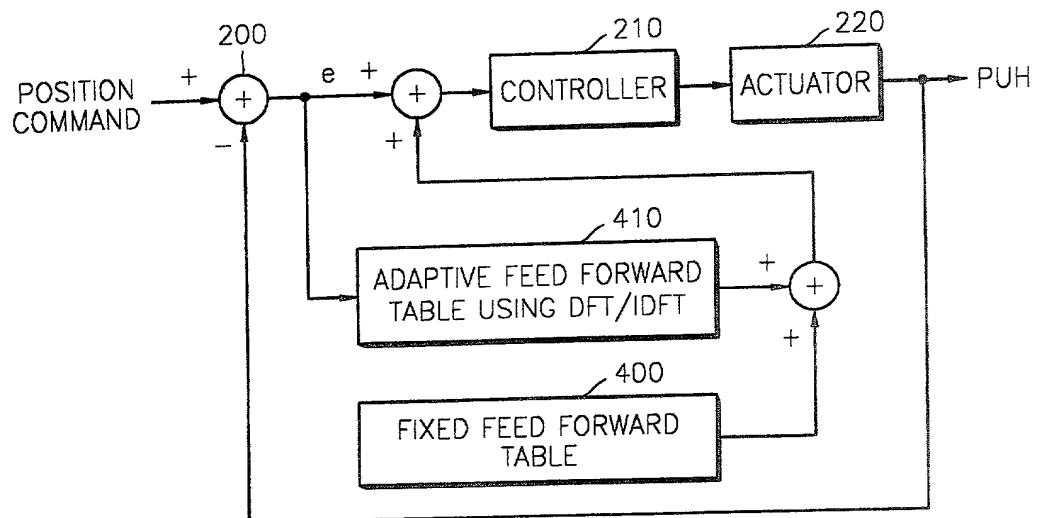 200
210
220
POSITION
COMMAND
+
+
−
e
+
+
+
CONTROLLER
ACTUATOR
PUH
410
ADAPTIVE FEED FORWARD
TABLE USING DFT/IDFT
+
+
+
400
FIXED FEED FORWARD
TABLE